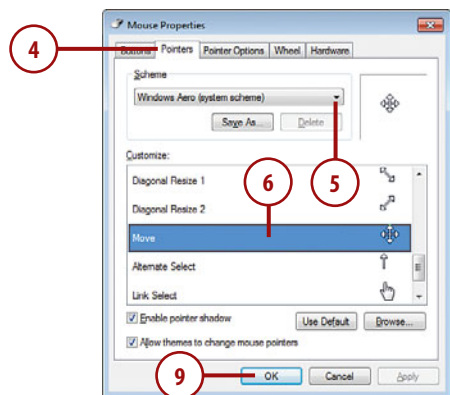 Mouse Properties
4
Buttons Pointers Pointer Options Wheel Hardware
Scheme
Windows Aero (system scheme)
Save As... Delete
Customize:
6 5
Diagonal Resize 1
Diagonal Resize 2
Move
Alternate Select
Link Select
Enable pointer shadow Use Default Browse...
Allow themes to change mouse pointers
9
OK Cancel Apply